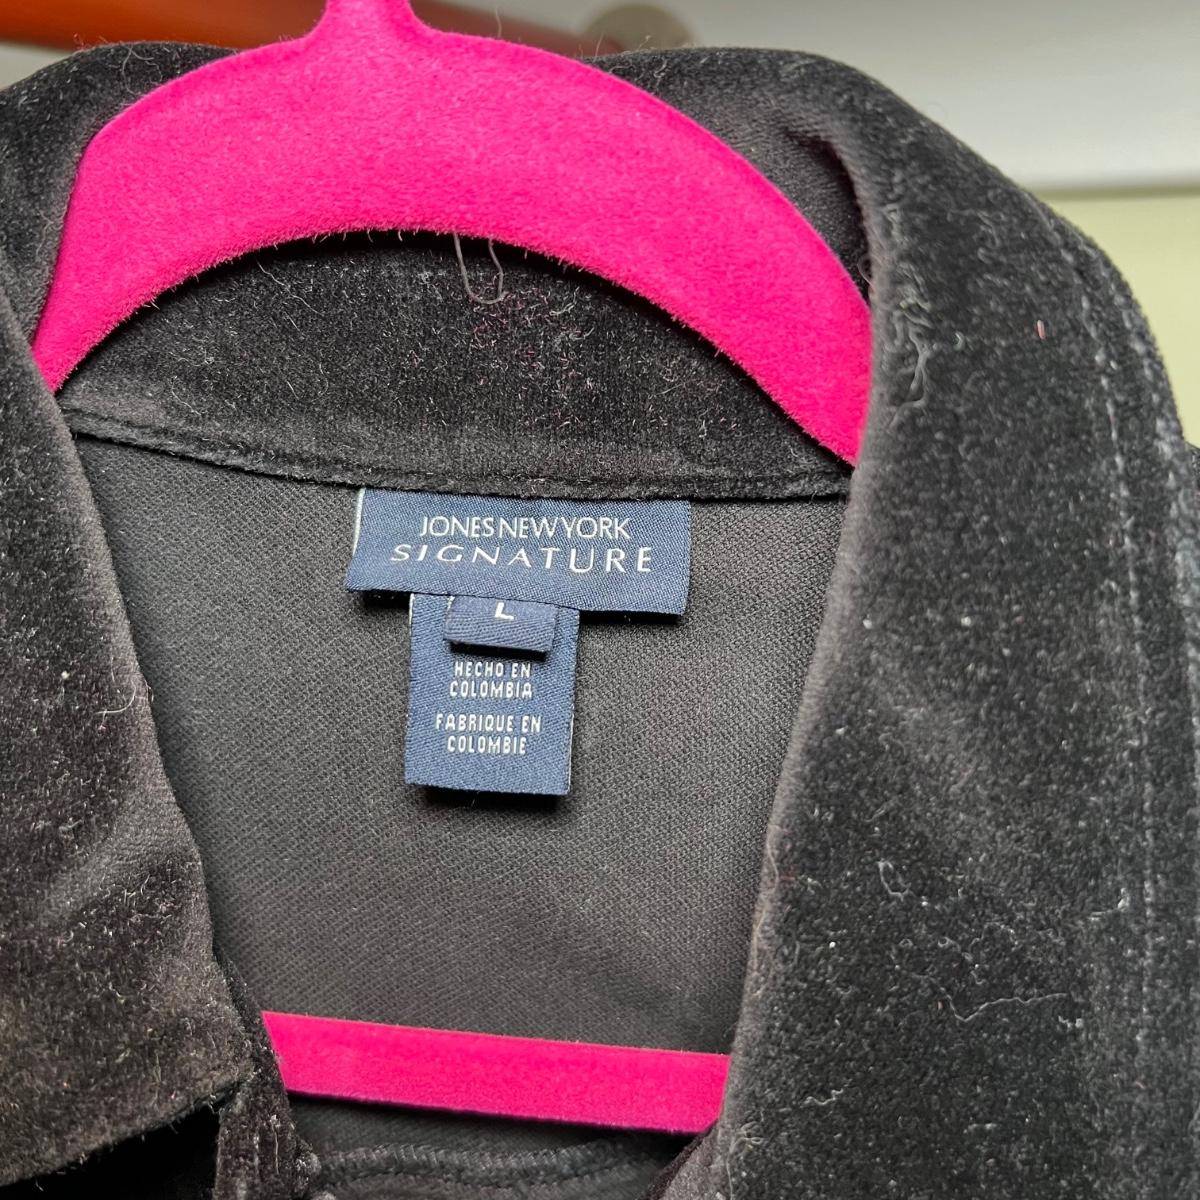 JONES NEW YORK
SIGNATURE
L
HECHO EN
COLOMBIA
FABRIQUE EN
COLOMBIE